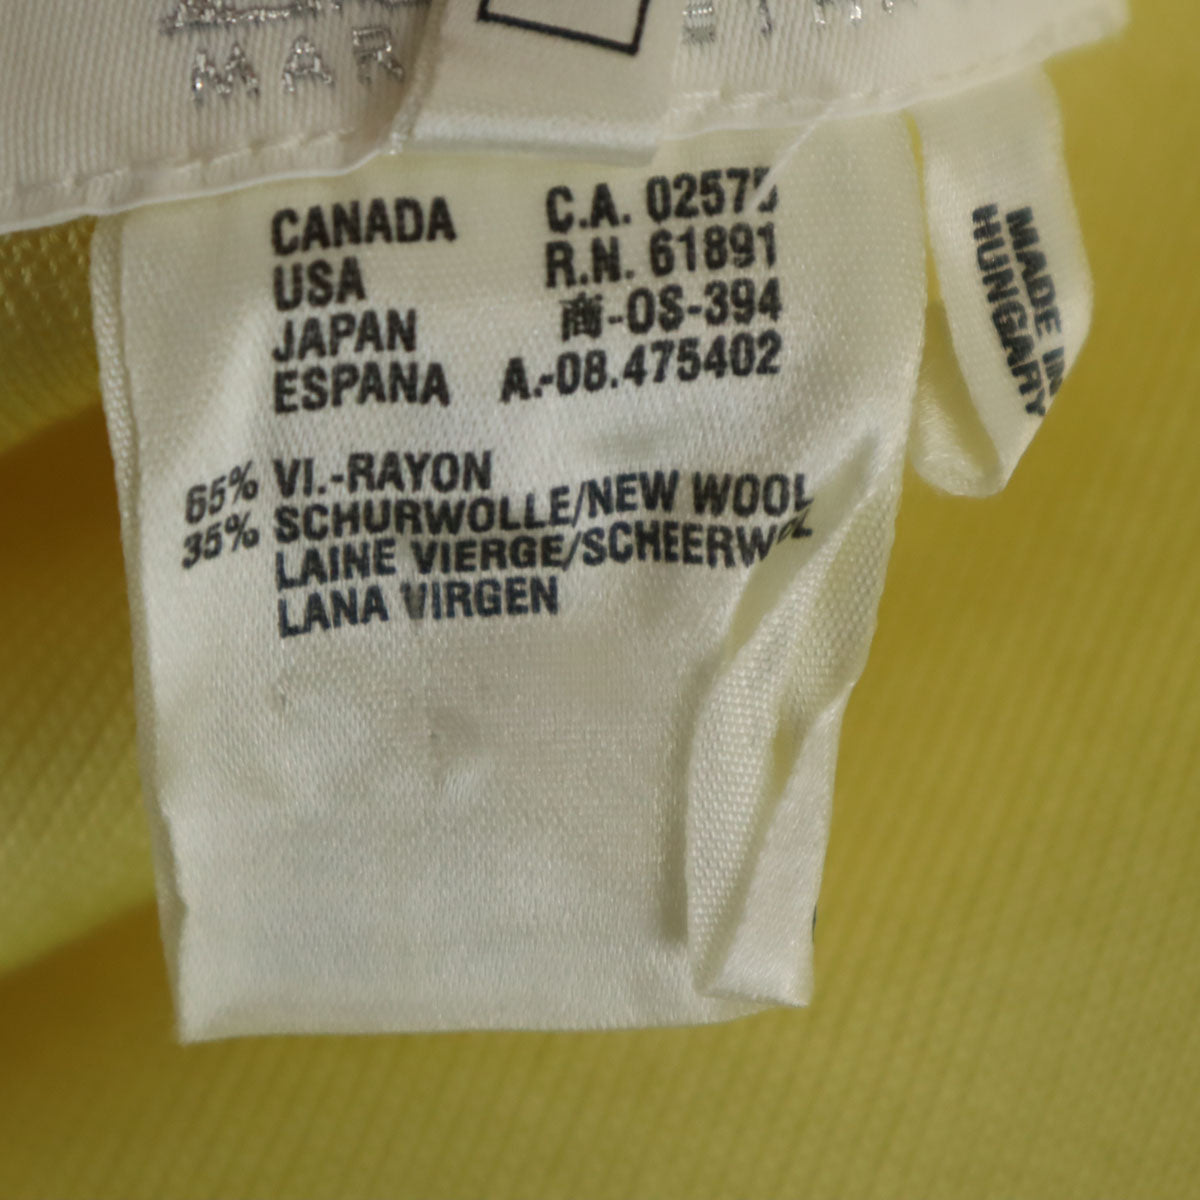 MAR
CANADA C.A. 02575
USA R.N. 61891
JAPAN 商-OS-394
ESPANA A.-08.475402
65% VI.-RAYON
35% SCHURWOLLE/NEW WOOL
LAINE VIERGE/SCHEERWOL
LANA VIRGEN
MADE IN
HUNGARY